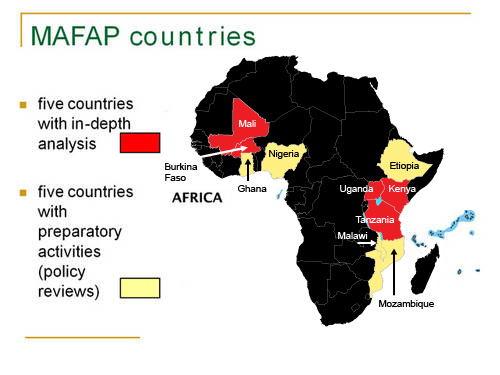 MAFAP countries
five countries
with in-depth
analysis
five countries
with
preparatory
activities
(policy
reviews)
Mali
Burkina
Faso
Nigeria
Ghana
AFRICA
Etiopia
Uganda
Kenya
Tanzania
Malawi
Mozambique